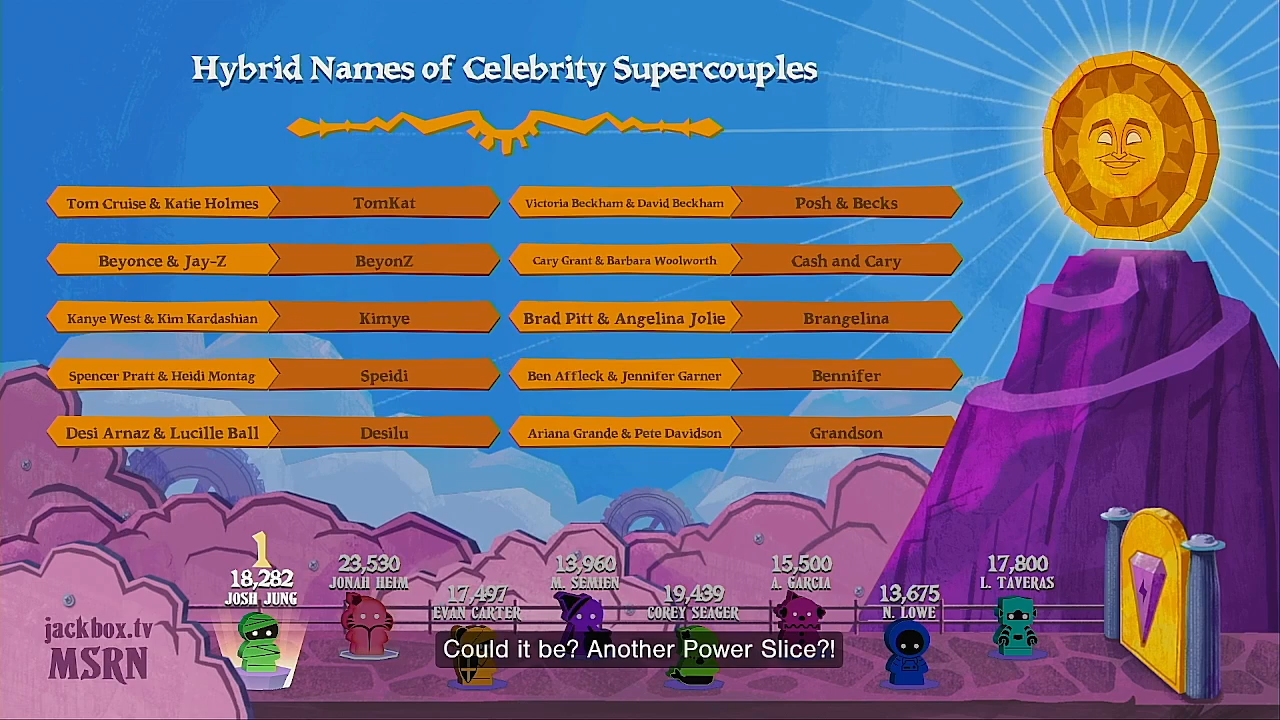 Hybrid Names of Celebrity Supercouples
Tom Cruise & Katie Holmes TomKat Victoria Beckham & David Beckham Posh & Becks
Beyonce & Jay-Z BeyonZ Cary Grant & Barbara Woolworth Cash and Cary
Kanye West & Kim Kardashian Kimye Brad Pitt & Angelina Jolie Brangelina
Spencer Pratt & Heidi Montag Speidi Ben Affleck & Jennifer Garner Bennifer
Desi Arnaz & Lucille Ball Desilu Ariana Grande & Pete Davidson Grandson
1
18,282
JOSH JUNG
23,530
JONAH HEIM
17,497
EVAN CARTER
13,960
M. SEMIEN
19,439
COREY SEAGER
15,500
A. GARCIA
13,675
N. LOWE
17,800
L. TAVERAS
jackbox.tv
MSRN
Could it be? Another Power Slice?!